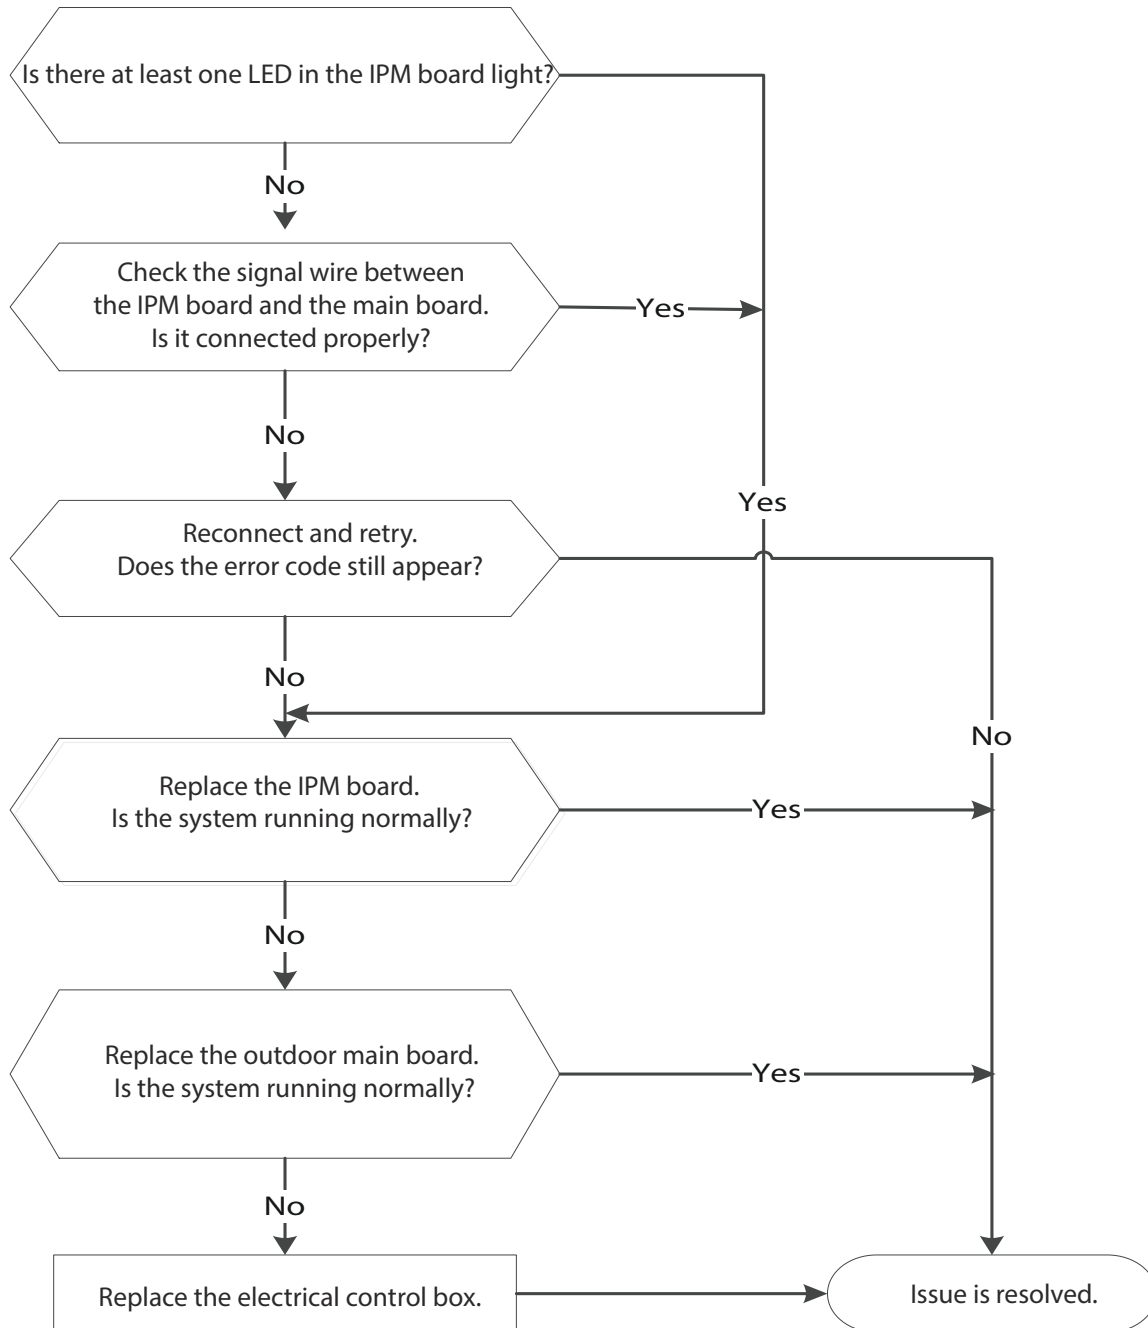 Is there at least one LED in the IPM board light?
No
Check the signal wire between
the IPM board and the main board.
Is it connected properly?
Yes
No
Yes
Reconnect and retry.
Does the error code still appear?
No
No
Replace the IPM board.
Is the system running normally?
Yes
No
Replace the outdoor main board.
Is the system running normally?
Yes
No
Replace the electrical control box.
Issue is resolved.